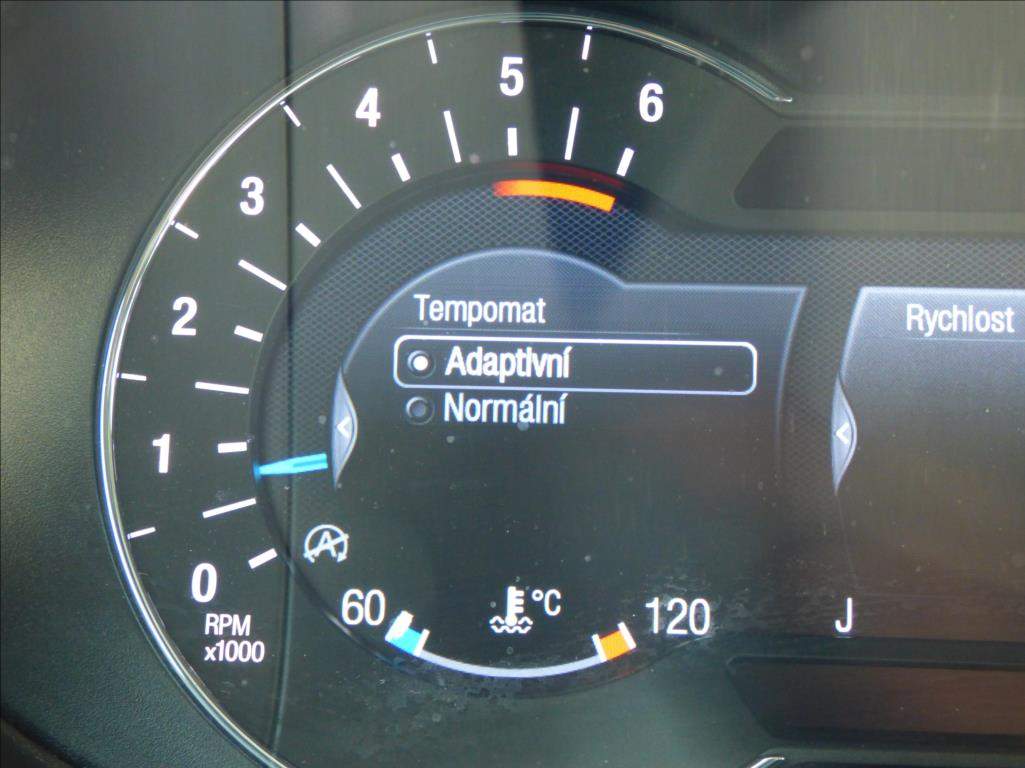 6
5
4
3
2
1
0
RPM
x1000
Tempomat
Adaptivní
Normální
Rychlost
A
60
°C
120
J